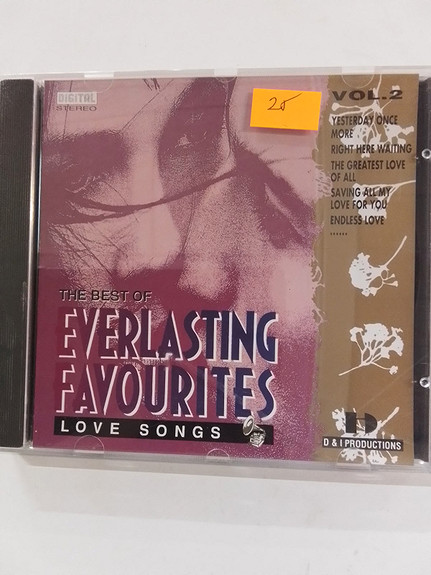 DIGITAL
STEREO
25
VOL.2
YESTERDAY ONCE
MORE
RIGHT HERE WAITING
THE GREATEST LOVE
OF ALL
SAVING ALL MY
LOVE FOR YOU
ENDLESS LOVE
......
THE BEST OF
EVERLASTING
FAVOURITES
LOVE SONGS
D & I PRODUCTIONS